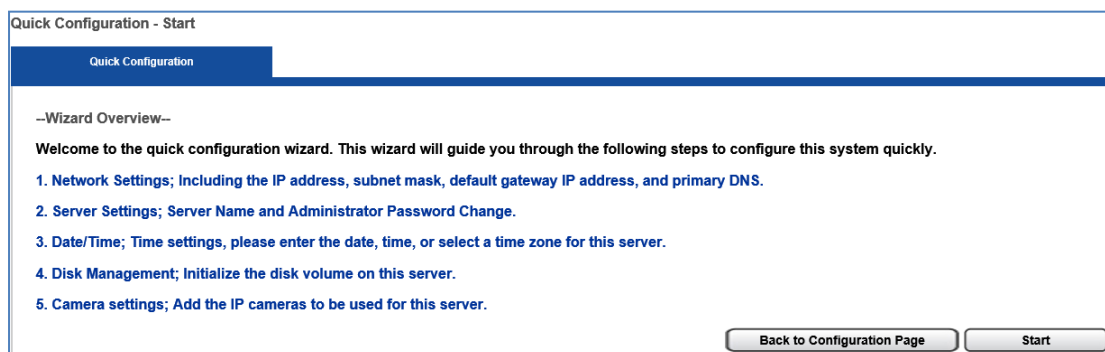 Quick Configuration - Start
Quick Configuration
--Wizard Overview--
Welcome to the quick configuration wizard. This wizard will guide you through the following steps to configure this system quickly.
1. Network Settings; Including the IP address, subnet mask, default gateway IP address, and primary DNS.
2. Server Settings; Server Name and Administrator Password Change.
3. Date/Time; Time settings, please enter the date, time, or select a time zone for this server.
4. Disk Management; Initialize the disk volume on this server.
5. Camera settings; Add the IP cameras to be used for this server.
Back to Configuration Page
Start